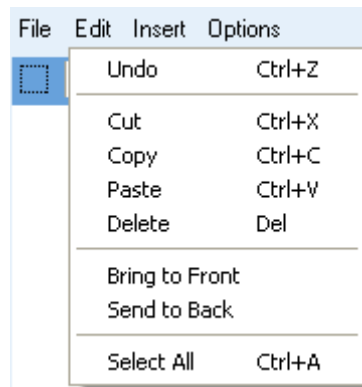 File Edit Insert Options
Undo Ctrl+Z
Cut Ctrl+X
Copy Ctrl+C
Paste Ctrl+V
Delete Del
Bring to Front
Send to Back
Select All Ctrl+A